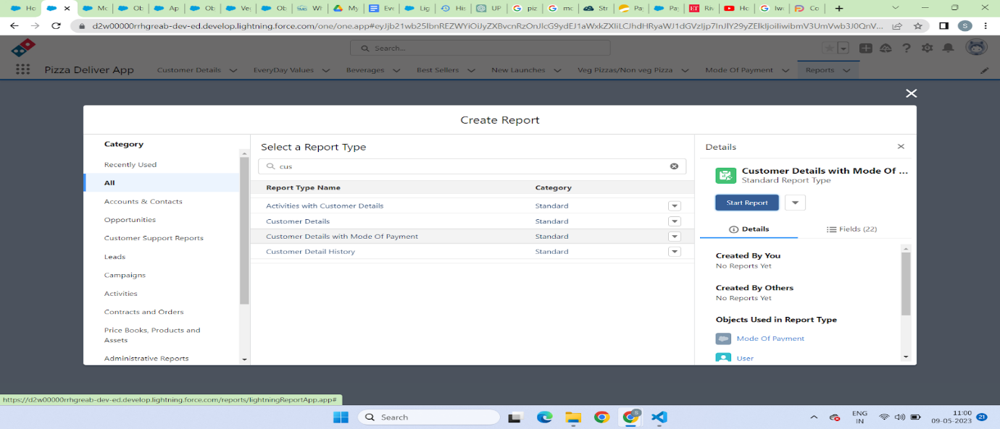 Ho
Mo
Ob
Ap
Ob
Ve
Ob
Wh
My
Eve
Lig
His
UP
piz
mo
Str
Pa
Pa
Riv
Ho
Iwa
Co
d2w00000rrhgreab-dev-ed.develop.lightning.force.com/one/one.app#
S
Search...
Pizza Deliver App
Customer Details
EveryDay Values
Beverages
Best Sellers
New Launches
Veg Pizzas/Non veg Pizza
Mode Of Payment
Reports
Create Report
Category
Recently Used
All
Accounts & Contacts
Opportunities
Customer Support Reports
Leads
Campaigns
Activities
Contracts and Orders
Price Books, Products and
Assets
Administrative Reports
Select a Report Type
cus
Report Type Name Category
Activities with Customer Details Standard
Customer Details Standard
Customer Details with Mode Of Payment Standard
Customer Detail History Standard
Details
Customer Details with Mode Of ...
Standard Report Type
Start Report
Details
Fields (22)
Created By You
No Reports Yet
Created By Others
No Reports Yet
Objects Used in Report Type
Mode Of Payment
User
https://d2w00000rrhgreab-dev-ed.develop.lightning.force.com/reports/lightningReportApp.app#
Search
ENG
IN
11:00
09-05-2023
21